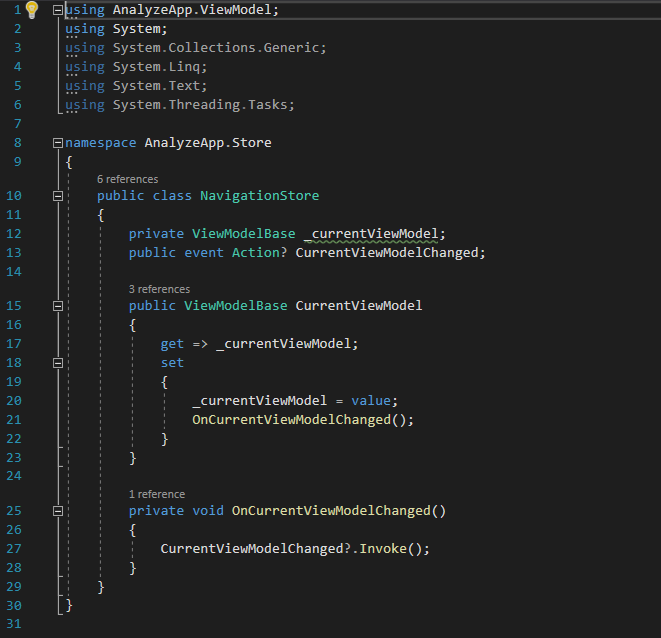 1 using AnalyzeApp.ViewModel;
2 using System;
3 using System.Collections.Generic;
4 using System.Linq;
5 using System.Text;
6 using System.Threading.Tasks;
7
8 namespace AnalyzeApp.Store
9 {
6 references
10 public class NavigationStore
11 {
12 private ViewModelBase _currentViewModel;
13 public event Action? CurrentViewModelChanged;
14
3 references
15 public ViewModelBase CurrentViewModel
16 {
17 get => _currentViewModel;
18 set
19 {
20 _currentViewModel = value;
21 OnCurrentViewModelChanged();
22 }
23 }
24
1 reference
25 private void OnCurrentViewModelChanged()
26 {
27 CurrentViewModelChanged?.Invoke();
28 }
29 }
30 }
31